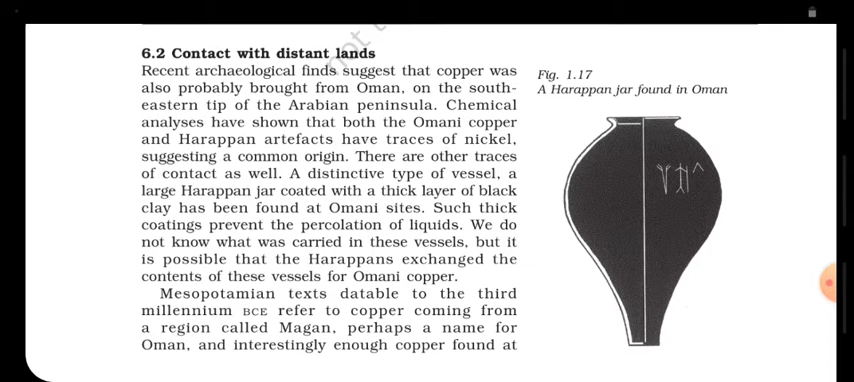 6.2 Contact with distant lands
Recent archaeological finds suggest that copper was
also probably brought from Oman, on the south-
eastern tip of the Arabian peninsula. Chemical
analyses have shown that both the Omani copper
and Harappan artefacts have traces of nickel,
suggesting a common origin. There are other traces
of contact as well. A distinctive type of vessel, a
large Harappan jar coated with a thick layer of black
clay has been found at Omani sites. Such thick
coatings prevent the percolation of liquids. We do
not know what was carried in these vessels, but it
is possible that the Harappans exchanged the
contents of these vessels for Omani copper.
Mesopotamian texts datable to the third
millennium BCE refer to copper coming from
a region called Magan, perhaps a name for
Oman, and interestingly enough copper found at
Fig. 1.17
A Harappan jar found in Oman
not t